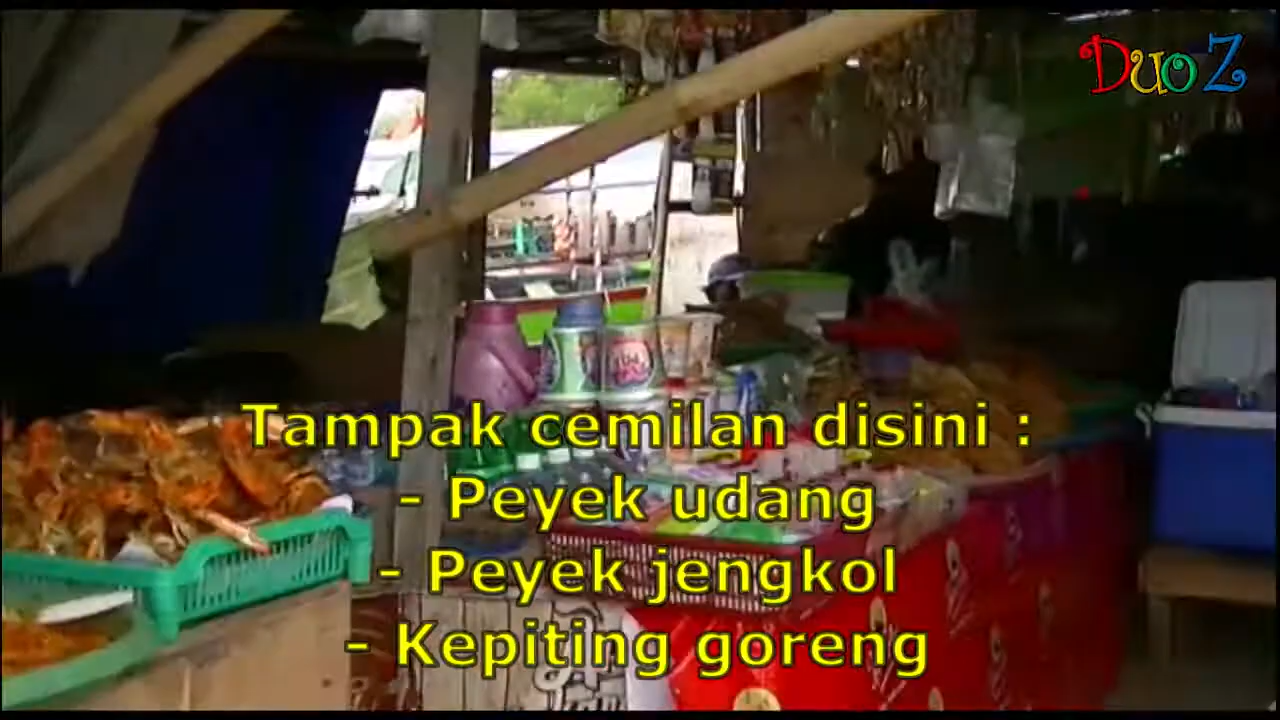 DUOZ
Tampak cemilan disini :
- Peyek udang
- Peyek jengkol
- Kepiting goreng